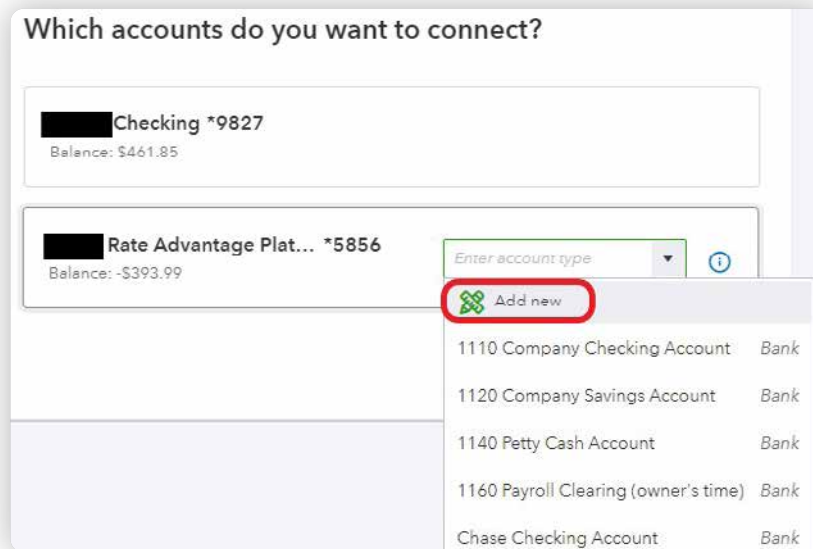 Which accounts do you want to connect?
Checking *9827
Balance: $461.85
Rate Advantage Plat... *5856
Balance: -$393.99
Enter account type
Add new
1110 Company Checking Account Bank
1120 Company Savings Account Bank
1140 Petty Cash Account Bank
1160 Payroll Clearing (owner's time) Bank
Chase Checking Account Bank